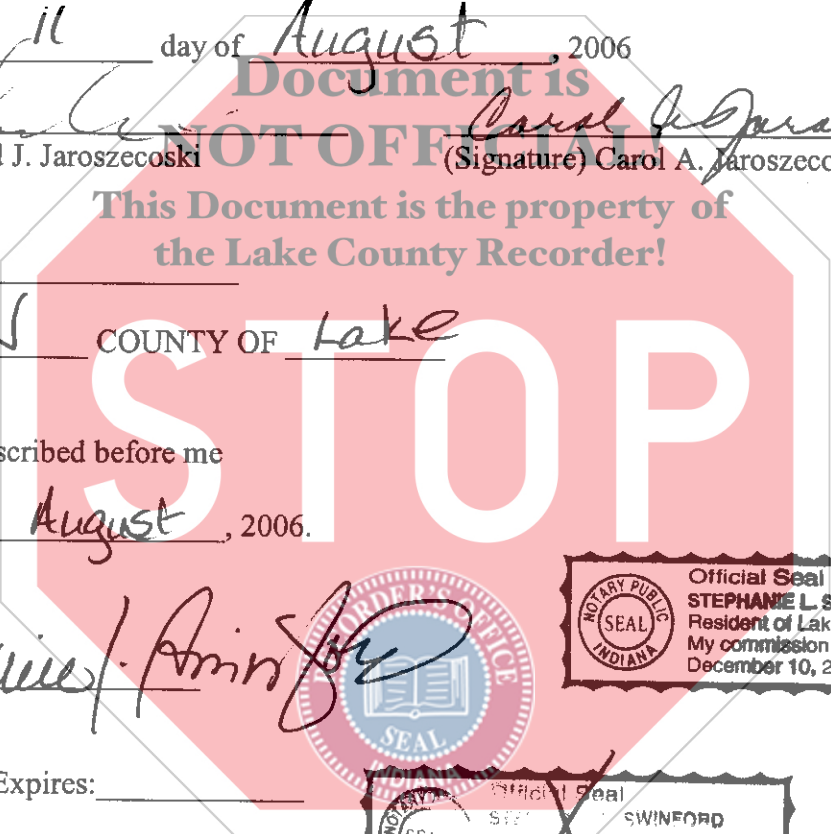 11 day of August, 2006
Document is
NOT OFFICIAL!
J. Jaroszecoski
(Signature) Carol A. Jaroszeco
This Document is the property of
the Lake County Recorder!
COUNTY OF Lake
STOP
scribed before me
August, 2006.
Official Seal
STEPHANIE L. S
Resident of Lak
My commission
December 10, 2
NOTARY PUBLIC
SEAL
INDIANA
RECORDER'S OFFICE
SEAL
INDIANA
Expires:
Official Seal
SWINFORD